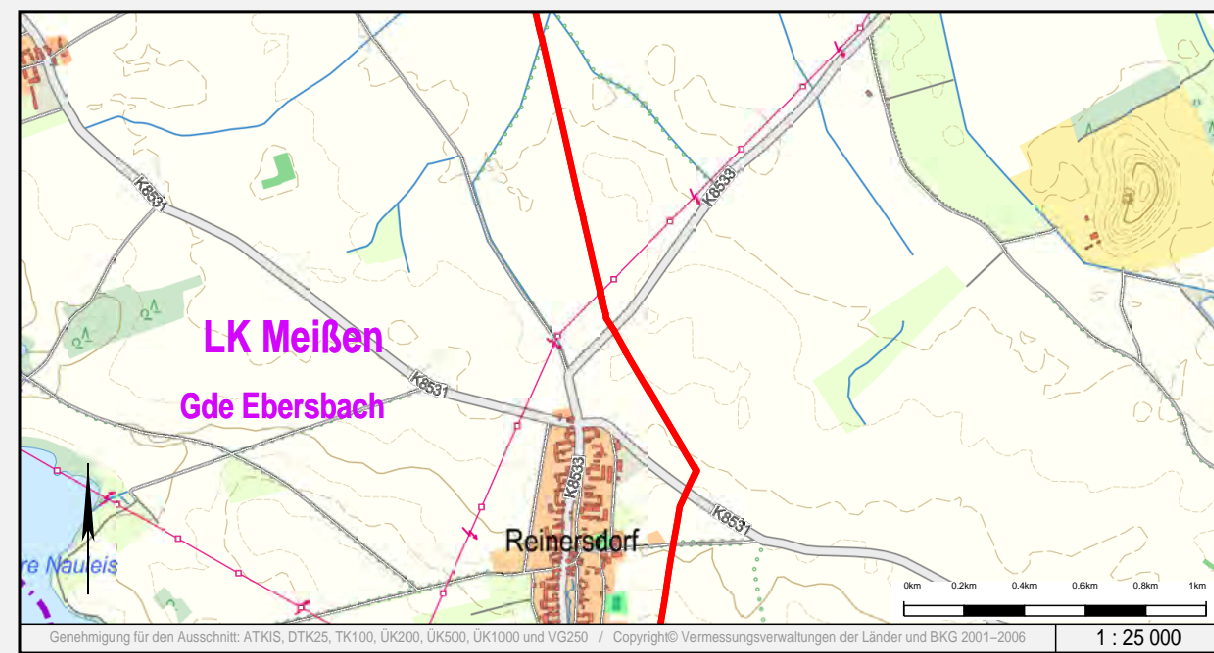 K8531
K8533
LK Meißen
Gde Ebersbach
K8531
K8533
Reinersdorf
K8531
re Nauleis
0km 0.2km 0.4km 0.6km 0.8km 1km
Genehmigung für den Ausschnitt: ATKIS, DTK25, TK100, ÜK200, ÜK500, ÜK1000 und VG250 / Copyright© Vermessungsverwaltungen der Länder und BKG 2001–2006
1 : 25 000